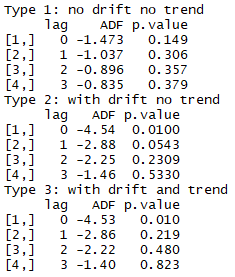 Type 1: no drift no trend
     lag    ADF p.value
[1,]   0 -1.473   0.149
[2,]   1 -1.037   0.306
[3,]   2 -0.896   0.357
[4,]   3 -0.835   0.379
Type 2: with drift no trend
     lag   ADF p.value
[1,]   0 -4.54  0.0100
[2,]   1 -2.88  0.0543
[3,]   2 -2.25  0.2309
[4,]   3 -1.46  0.5330
Type 3: with drift and trend
     lag   ADF p.value
[1,]   0 -4.53   0.010
[2,]   1 -2.86   0.219
[3,]   2 -2.22   0.480
[4,]   3 -1.40   0.823